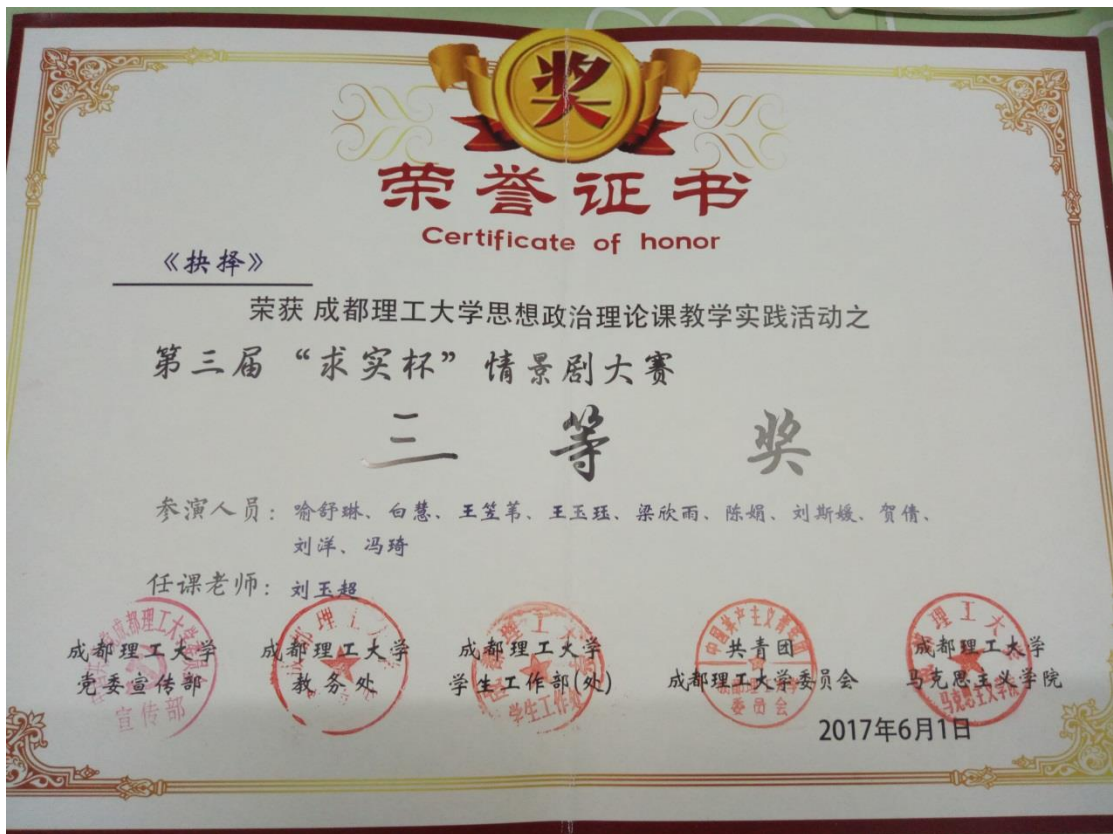 奖
荣誉证书
Certificate of honor
《抉择》
荣获 成都理工大学思想政治理论课教学实践活动之
第三届“求实杯”情景剧大赛
三等奖
参演人员：喻舒琳、白慧、王笠苇、王玉珏、梁欣雨、陈娟、刘斯媛、贺倩、
刘洋、冯琦
任课老师：刘玉超
成都理工大学 成都理工大学 成都理工大学 共青团 成都理工大学
党委宣传部 教务处 学生工作部(处) 成都理工大学委员会 马克思主义学院
2017年6月1日